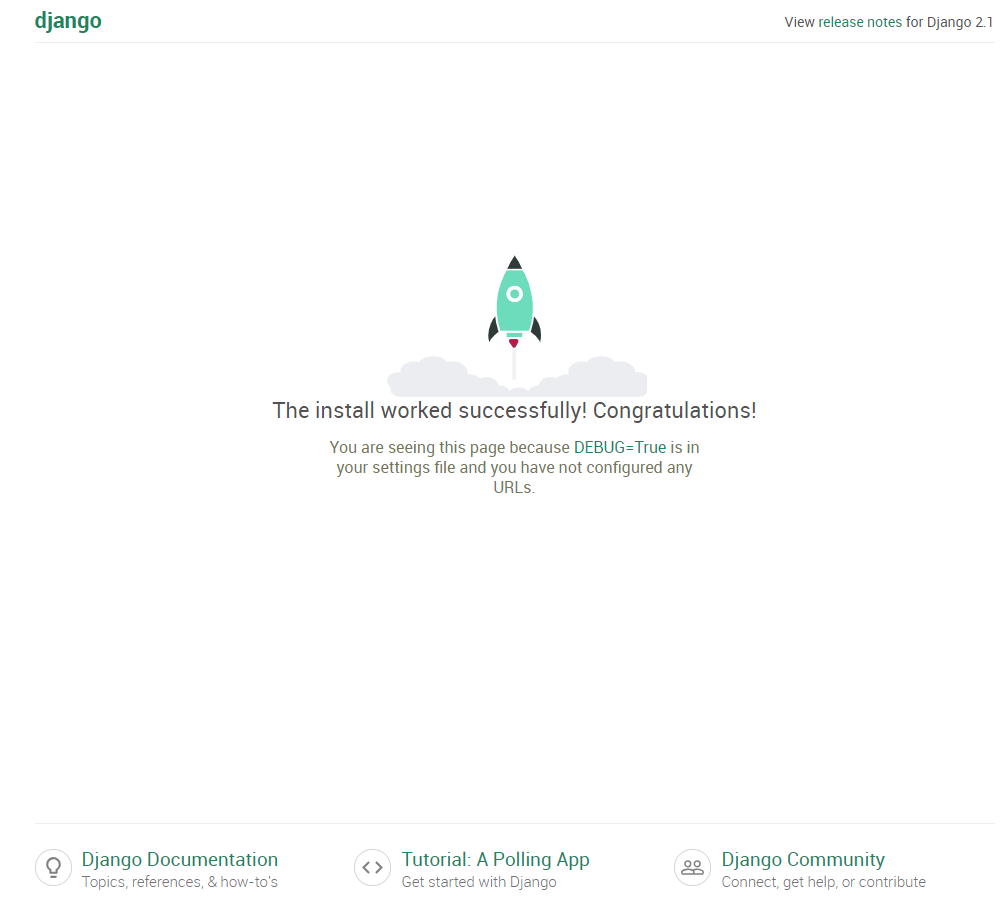 django
View release notes for Django 2.1
The install worked successfully! Congratulations!
You are seeing this page because DEBUG=True is in
your settings file and you have not configured any
URLs.
Django Documentation
Topics, references, & how-to's
Tutorial: A Polling App
Get started with Django
Django Community
Connect, get help, or contribute